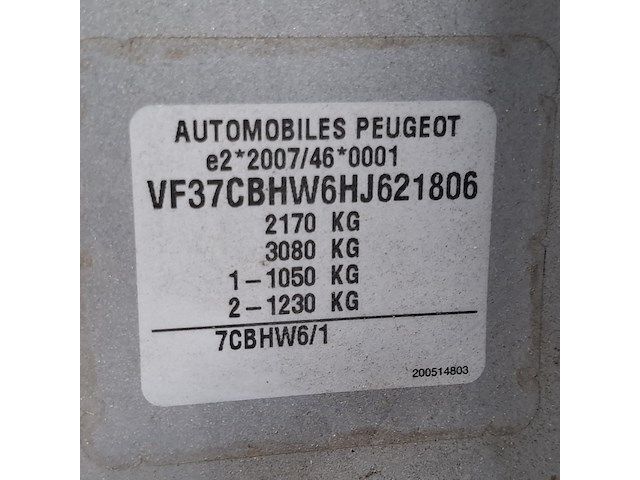 AUTOMOBILES PEUGEOT
e2*2007/46*0001
VF37CBHW6HJ621806
2170 KG
3080 KG
1-1050 KG
2-1230 KG
7CBHW6/1
200514803